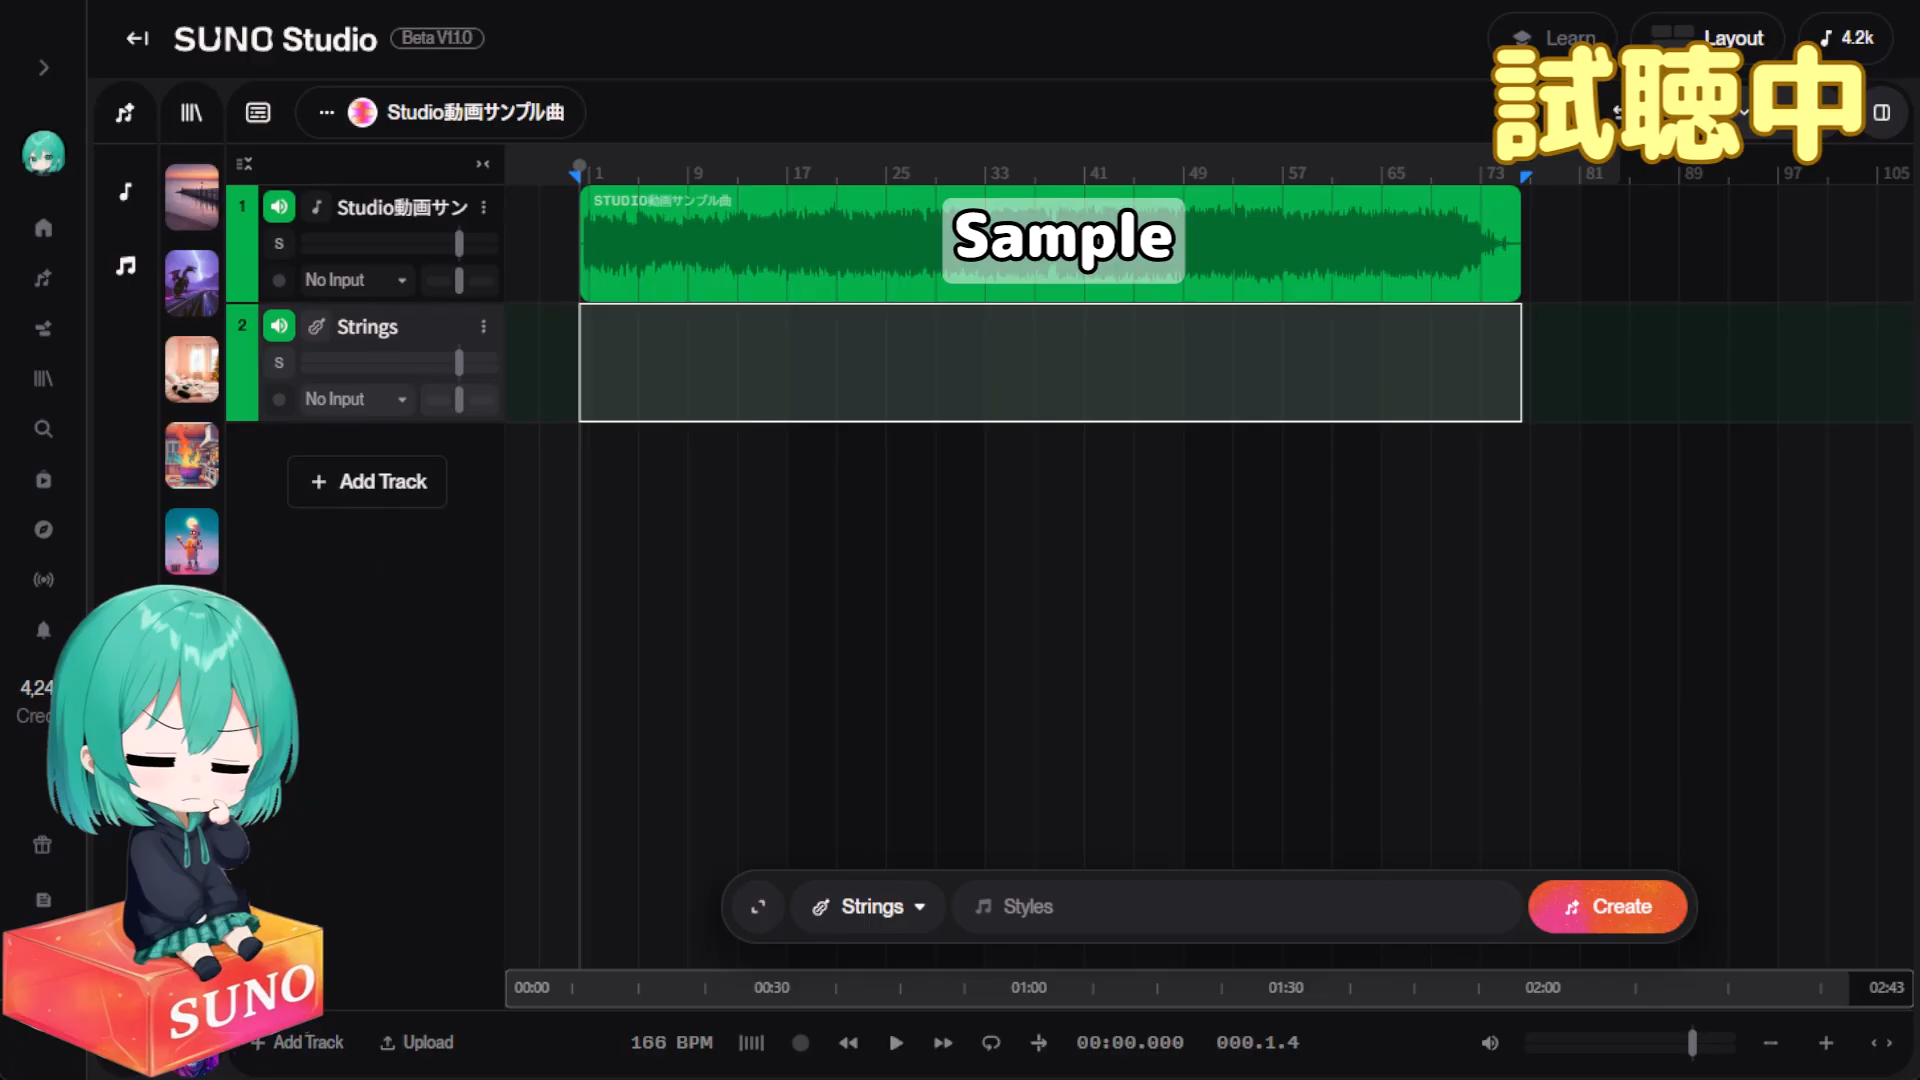 SUNO Studio Beta V1.1.0
Learn
Layout
4.2k
試聴中
Studio動画サンプル曲
1 9 17 25 33 41 49 57 65 73 81 89 97 105
1 Studio動画サン
STUDIO動画サンプル曲
Sample
S
No Input
2 Strings
S
No Input
+ Add Track
4,24
Cred
Strings
Styles
Create
SUNO
00:00 00:30 01:00 01:30 02:00 02:43
+ Add Track
Upload
166 BPM
00:00.000
000.1.4